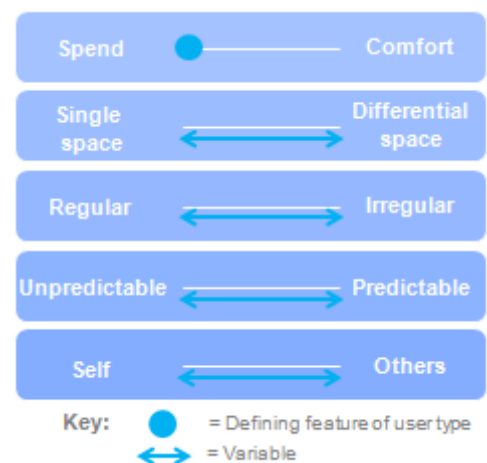 Spend Comfort
Single space Differential space
Regular Irregular
Unpredictable Predictable
Self Others
Key: = Defining feature of user type
= Variable